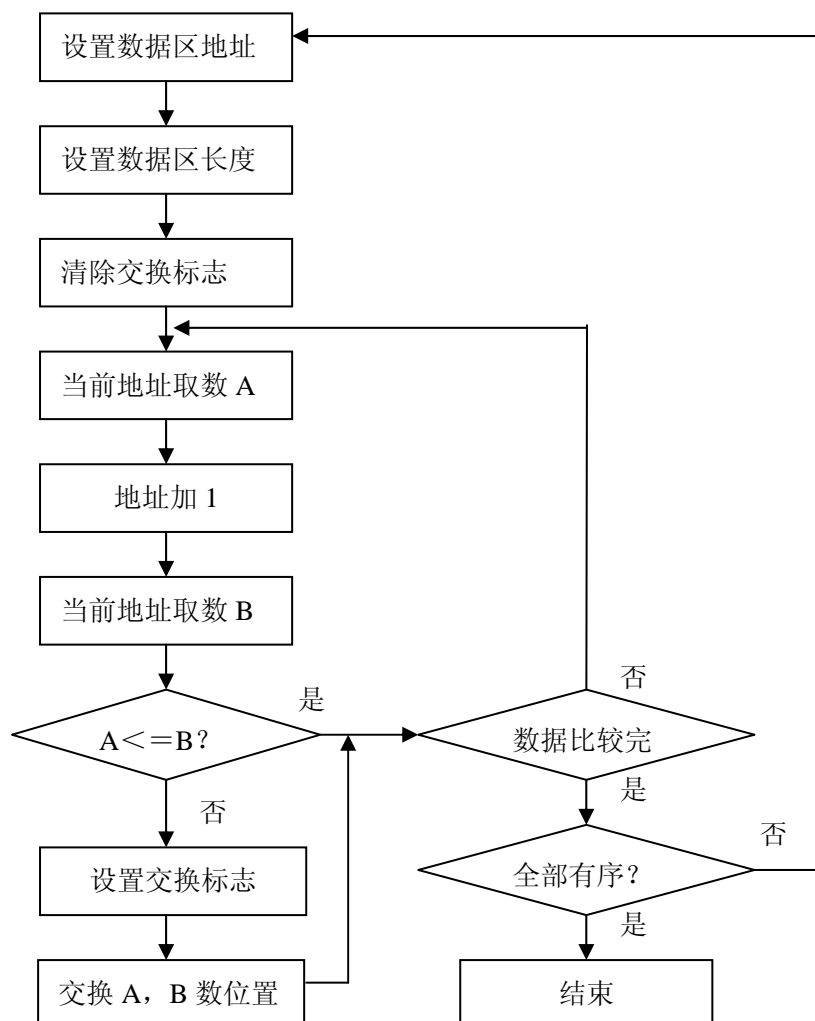 设置数据区地址
设置数据区长度
清除交换标志
当前地址取数 A
地址加 1
当前地址取数 B
A＜＝B？
是
否
设置交换标志
交换 A，B 数位置
否
数据比较完
是
全部有序？
否
是
结束